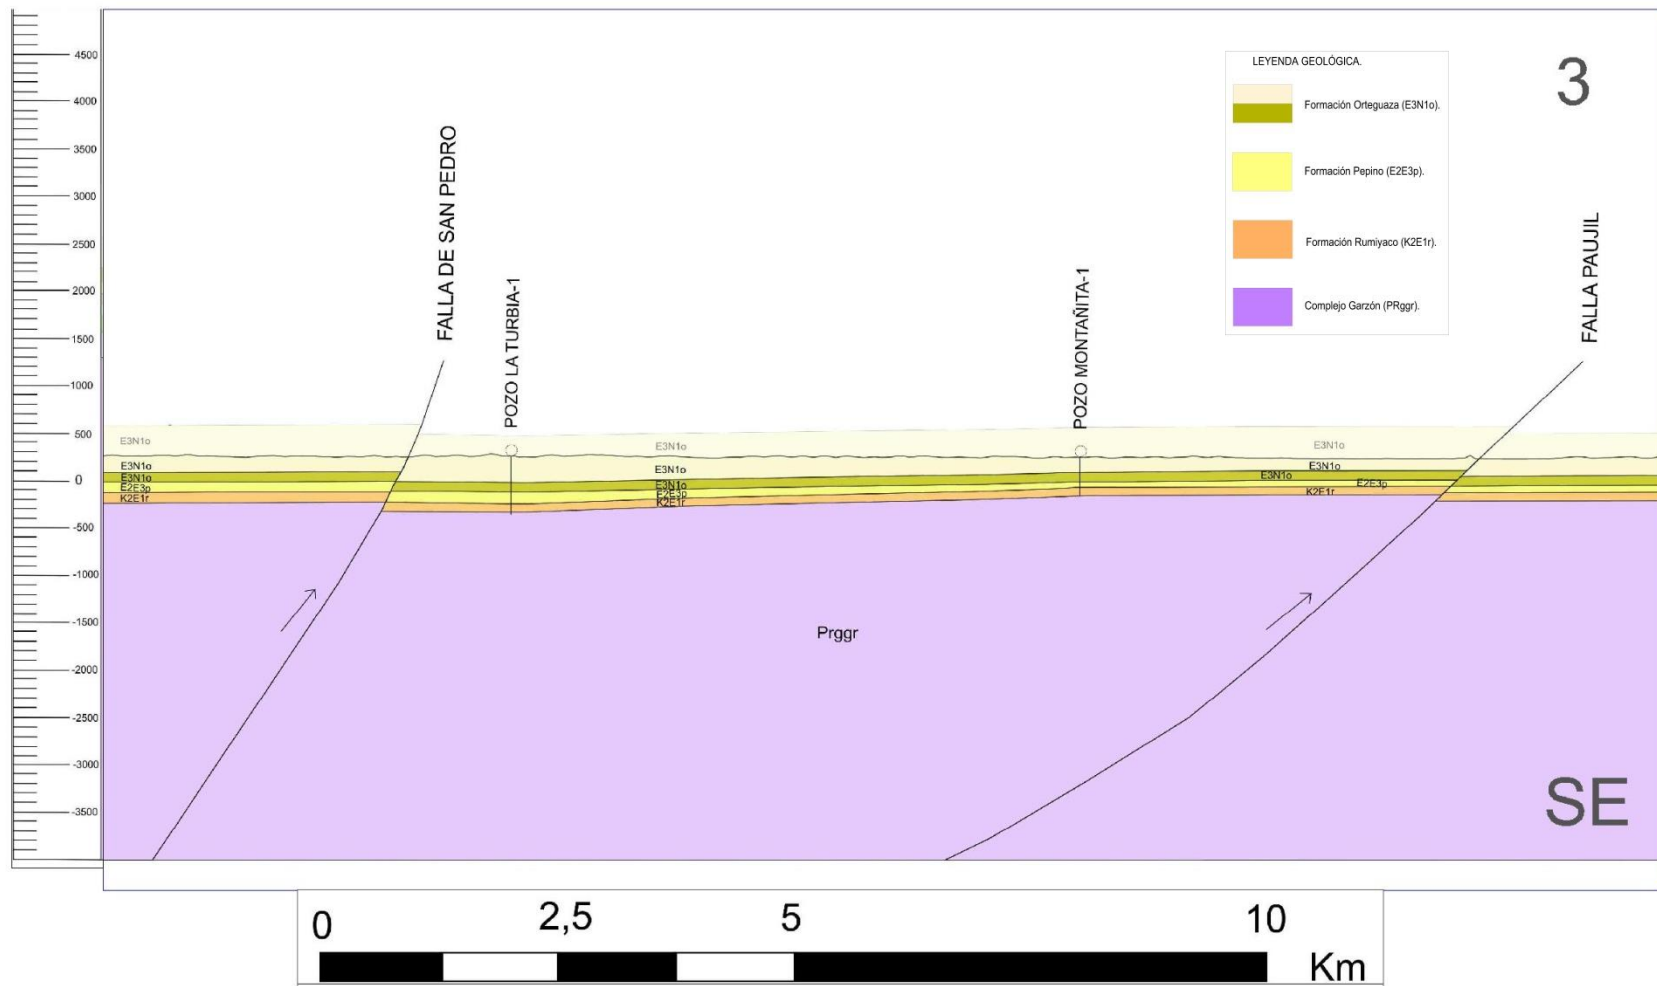 4500
4000
3500
3000
2500
2000
1500
1000
500
0
-500
-1000
-1500
-2000
-2500
-3000
-3500
LEYENDA GEOLÓGICA.
Formación Orteguaza (E3N1o).
Formación Pepino (E2E3p).
Formación Rumiyaco (K2E1r).
Complejo Garzón (PRggr).
3
FALLA DE SAN PEDRO
POZO LA TURBIA-1
POZO MONTAÑITA-1
FALLA PAUJIL
E3N1o
E3N1o
E3N1o
E3N1o
E3N1o
E2E3p
K2E1r
E3N1o
E3N1o
E2E3p
K2E1r
E3N1o
E3N1o
E2E3p
K2E1r
Prggr
SE
0
2,5
5
10
Km